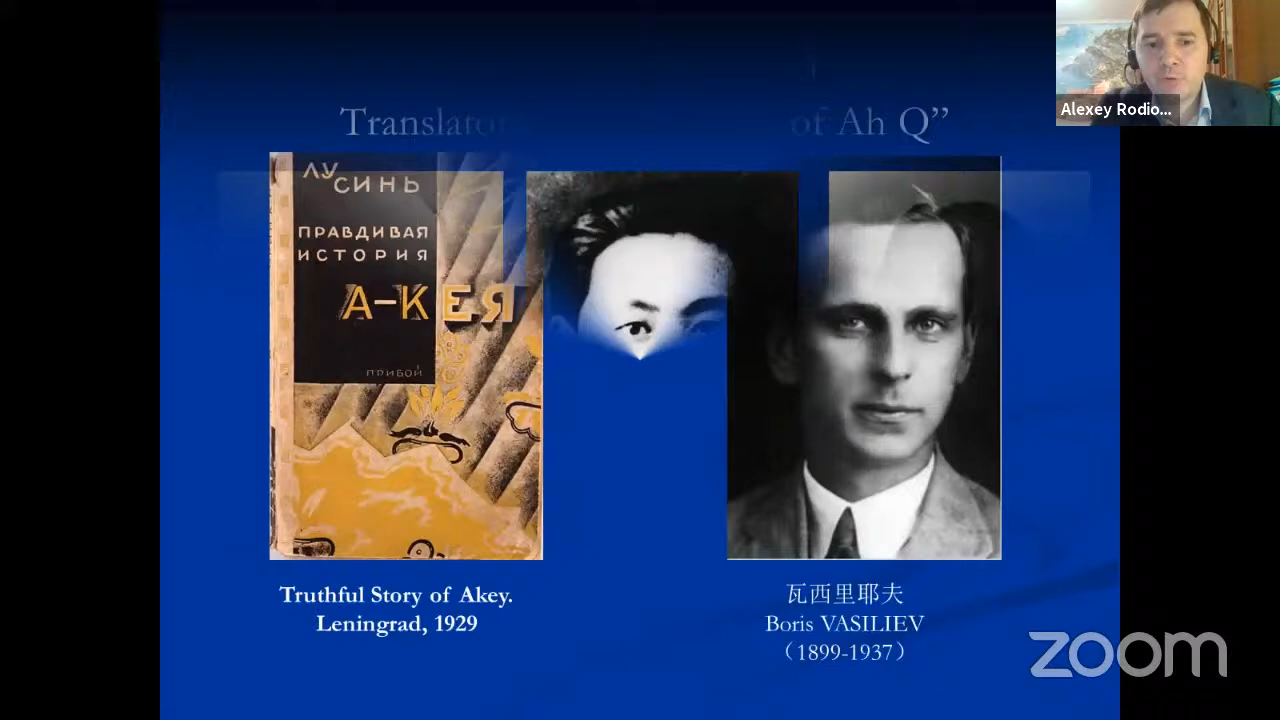 Translato
of Ah Q”
Alexey Rodio...
ЛУ
СИНЬ
ПРАВДИВАЯ
ИСТОРИЯ
А–КЕЯ
ПРИБОЙ
Truthful Story of Akey.
Leningrad, 1929
瓦西里耶夫
Boris VASILIEV
（1899-1937）
zoom